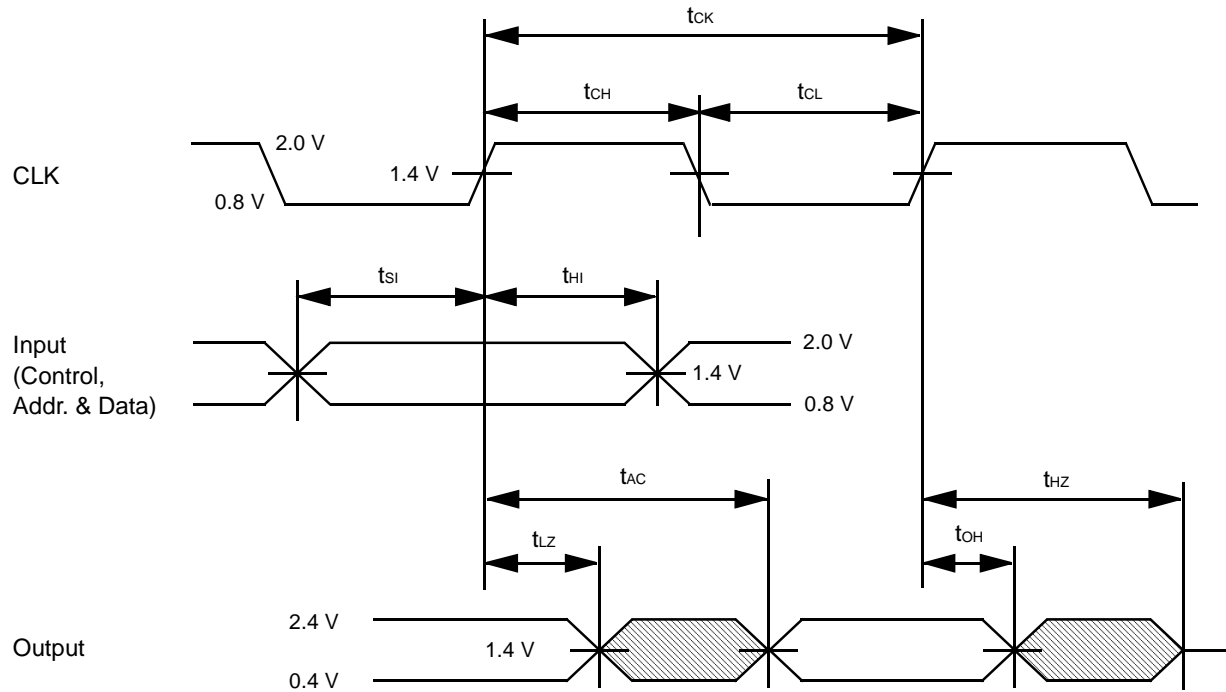 tCK
tCH
tCL
2.0 V
CLK
1.4 V
0.8 V
tSI
tHI
Input
(Control,
Addr. & Data)
2.0 V
1.4 V
0.8 V
tAC
tHZ
tLZ
tOH
2.4 V
Output
1.4 V
0.4 V